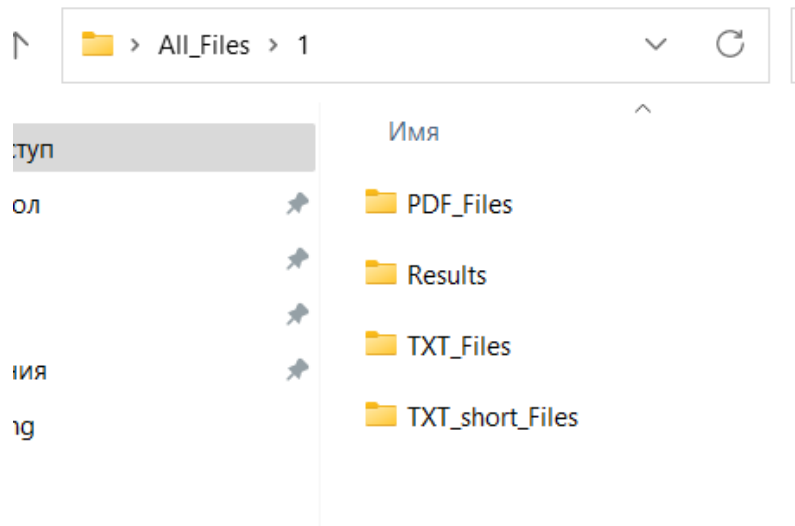 All_Files > 1
Имя
ступ
ол
ния
ng
PDF_Files
Results
TXT_Files
TXT_short_Files